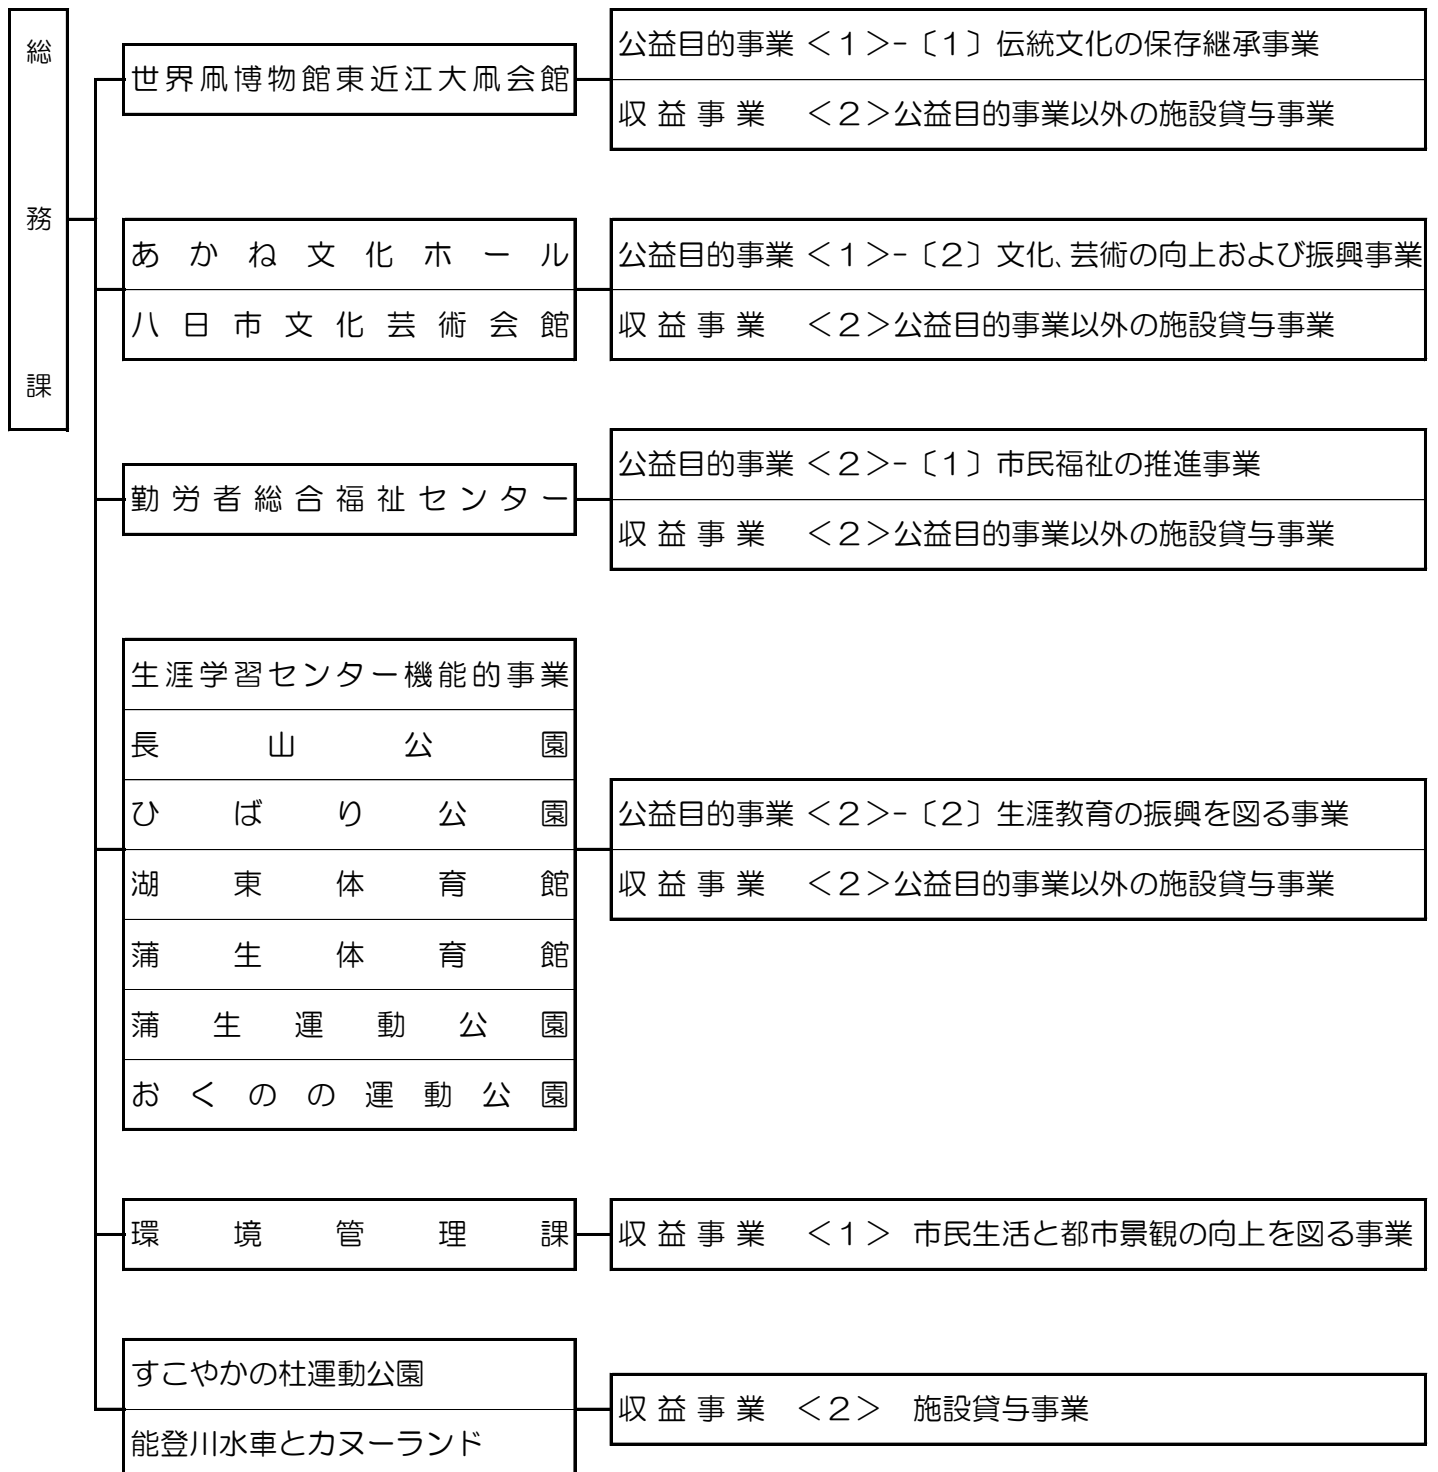 総務課
世界凧博物館東近江大凧会館
公益目的事業 <1>-〔1〕伝統文化の保存継承事業
収益事業 <2>公益目的事業以外の施設貸与事業
あかね文化ホール
八日市文化芸術会館
公益目的事業 <1>-〔2〕文化、芸術の向上および振興事業
収益事業 <2>公益目的事業以外の施設貸与事業
勤労者総合福祉センター
公益目的事業 <2>-〔1〕市民福祉の推進事業
収益事業 <2>公益目的事業以外の施設貸与事業
生涯学習センター機能的事業
長山公園
ひばり公園
湖東体育館
蒲生体育館
蒲生運動公園
おくのの運動公園
公益目的事業 <2>-〔2〕生涯教育の振興を図る事業
収益事業 <2>公益目的事業以外の施設貸与事業
環境管理課
収益事業 <1> 市民生活と都市景観の向上を図る事業
すこやかの杜運動公園
能登川水車とカヌーランド
収益事業 <2> 施設貸与事業